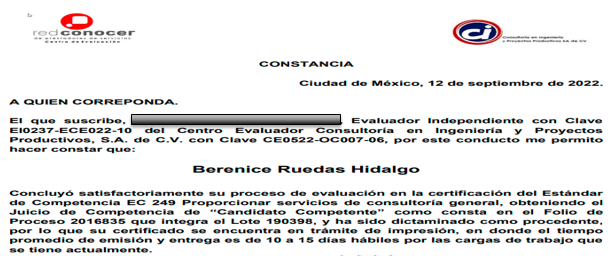 redconocer
de prestadores de servicios
Centro de Evaluación
ci
Consultoría en Ingeniería
y Proyectos Productivos SA. de CV
CONSTANCIA
Ciudad de México, 12 de septiembre de 2022.
A QUIEN CORREPONDA.
El que suscribe, , Evaluador Independiente con Clave
EI0237-ECE022-10 del Centro Evaluador Consultoría en Ingeniería y Proyectos
Productivos, S.A. de C.V. con Clave CE0522-OC007-06, por este conducto me permito
hacer constar que:
Berenice Ruedas Hidalgo
Concluyó satisfactoriamente su proceso de evaluación en la certificación del Estándar
de Competencia EC 249 Proporcionar servicios de consultoría general, obteniendo el
Juicio de Competencia de “Candidato Competente” como consta en el Folio de
Proceso 2016835 que integra el Lote 190398, y ha sido dictaminado como procedente,
por lo que su certificado se encuentra en trámite de impresión, en donde el tiempo
promedio de emisión y entrega es de 10 a 15 días hábiles por las cargas de trabajo que
se tiene actualmente.